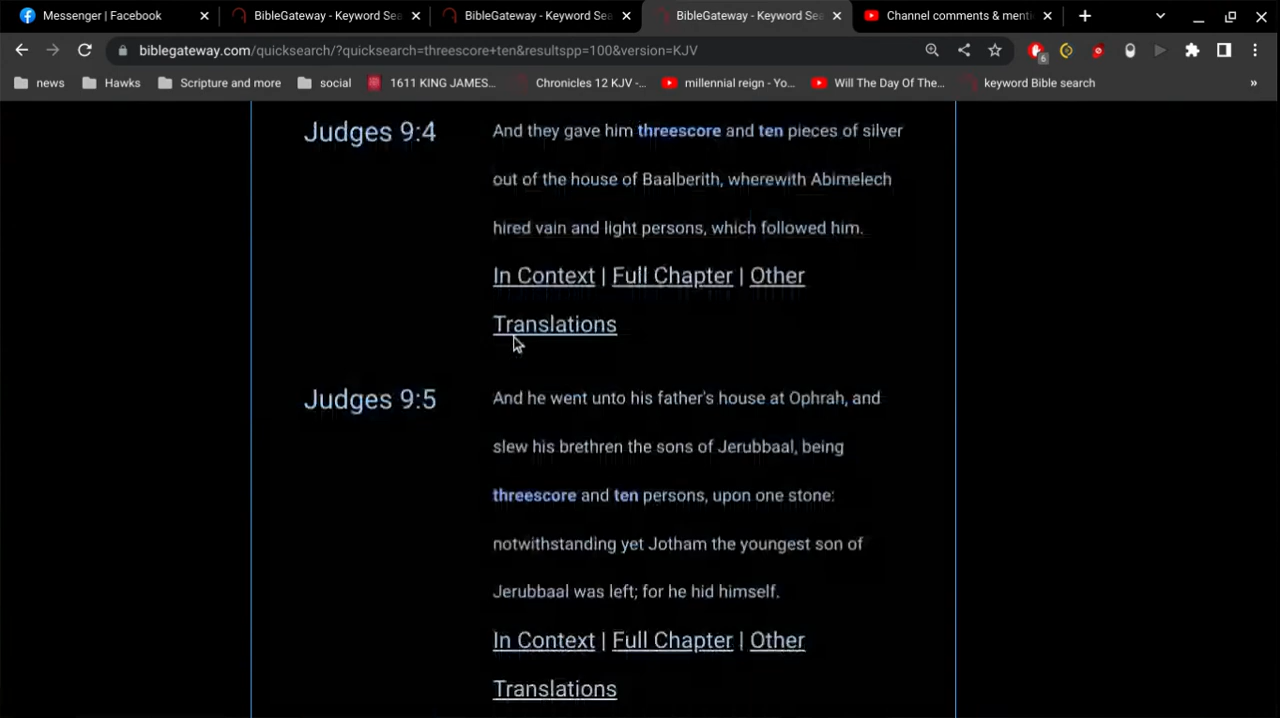 Messenger | Facebook
BibleGateway - Keyword Sea
BibleGateway - Keyword Sea
BibleGateway - Keyword Sea
Channel comments & menti
biblegateway.com/quicksearch/?quicksearch=threescore+ten&resultspp=100&version=KJV
6
news
Hawks
Scripture and more
social
1611 KING JAMES...
Chronicles 12 KJV -...
millennial reign - Yo...
Will The Day Of The...
keyword Bible search
»
Judges 9:4
And they gave him threescore and ten pieces of silver
out of the house of Baalberith, wherewith Abimelech
hired vain and light persons, which followed him.
In Context | Full Chapter | Other
Translations
Judges 9:5
And he went unto his father's house at Ophrah, and
slew his brethren the sons of Jerubbaal, being
threescore and ten persons, upon one stone:
notwithstanding yet Jotham the youngest son of
Jerubbaal was left; for he hid himself.
In Context | Full Chapter | Other
Translations